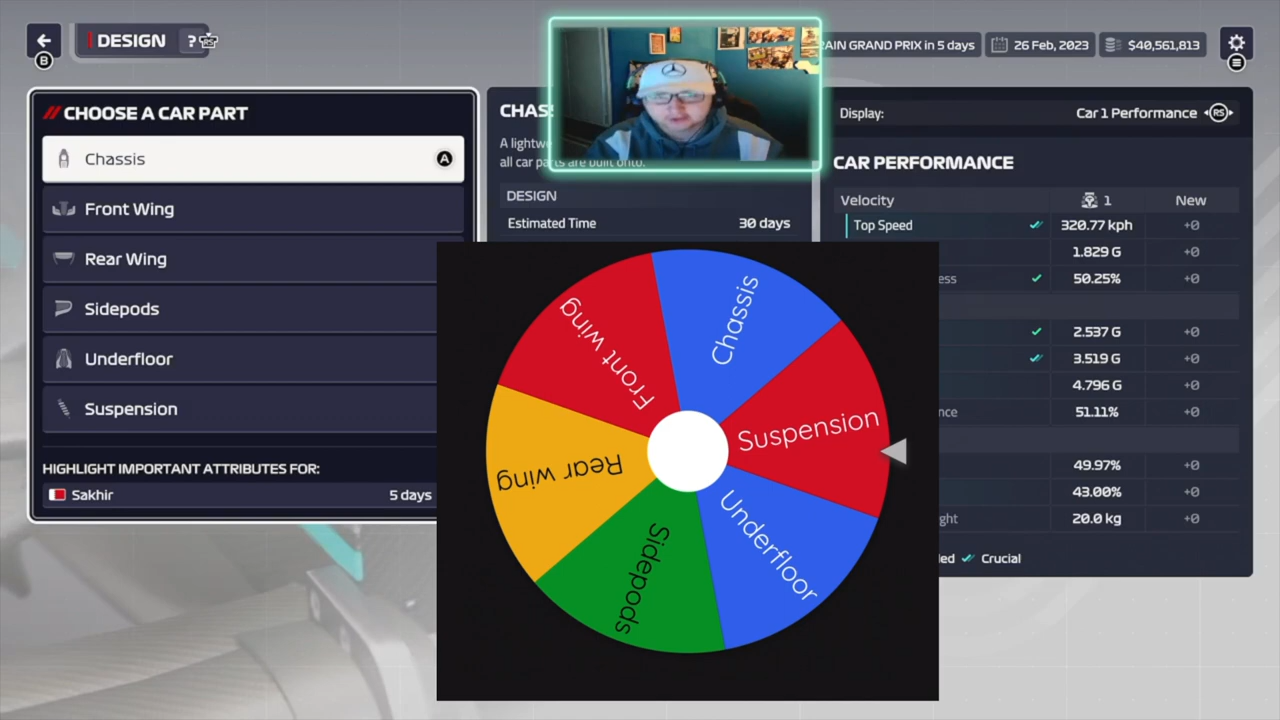 B
DESIGN
?
RAIN GRAND PRIX in 5 days
26 Feb, 2023
$40,561,813
CHOOSE A CAR PART
Chassis
A
Front Wing
Rear Wing
Sidepods
Underfloor
Suspension
HIGHLIGHT IMPORTANT ATTRIBUTES FOR:
Sakhir
5 days
CHAS
A lightwe
all car parts are built onto.
DESIGN
Estimated Time
30 days
Display:
Car 1 Performance
RS
CAR PERFORMANCE
Velocity
1
New
Top Speed
320.77 kph
+0
1.829 G
+0
ess
50.25%
+0
2.537 G
+0
3.519 G
+0
4.796 G
+0
nce
51.11%
+0
49.97%
+0
43.00%
+0
ght
20.0 kg
+0
ed
Crucial
Chassis
Suspension
Underfloor
Sidepods
Rear wing
Front wing